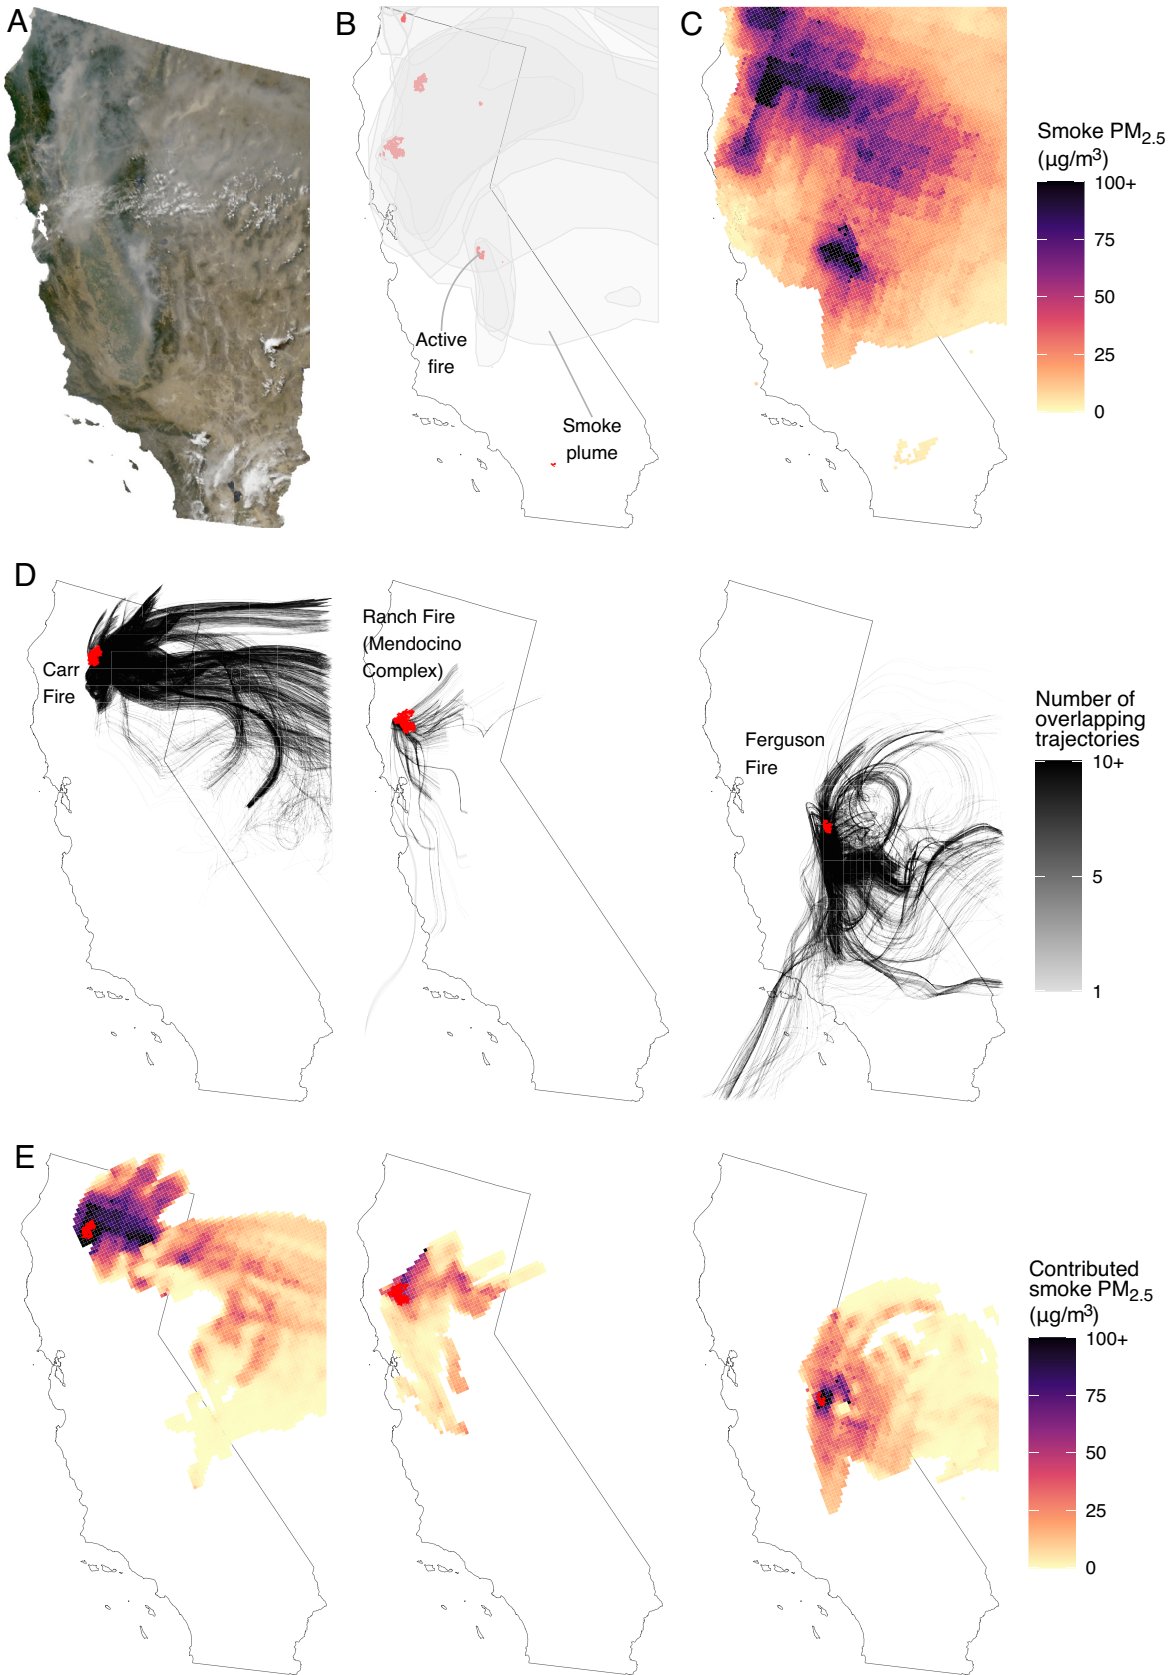 A
B
C
Active
fire
Smoke
plume
Smoke PM2.5
(µg/m3)
100+
75
50
25
0
D
Carr
Fire
Ranch Fire
(Mendocino
Complex)
Ferguson
Fire
Number of
overlapping
trajectories
10+
5
1
E
Contributed
smoke PM2.5
(µg/m3)
100+
75
50
25
0